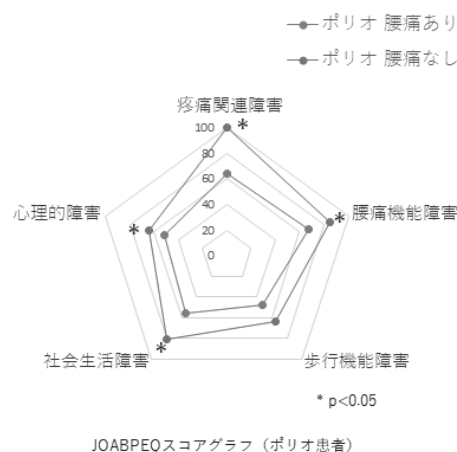 ポリオ 腰痛あり
ポリオ 腰痛なし
疼痛関連障害
100
*
80
60
40
20
0
心理的障害
*
*
腰痛機能障害
社会生活障害
*
歩行機能障害
* p<0.05
JOABPEQスコアグラフ（ポリオ患者）